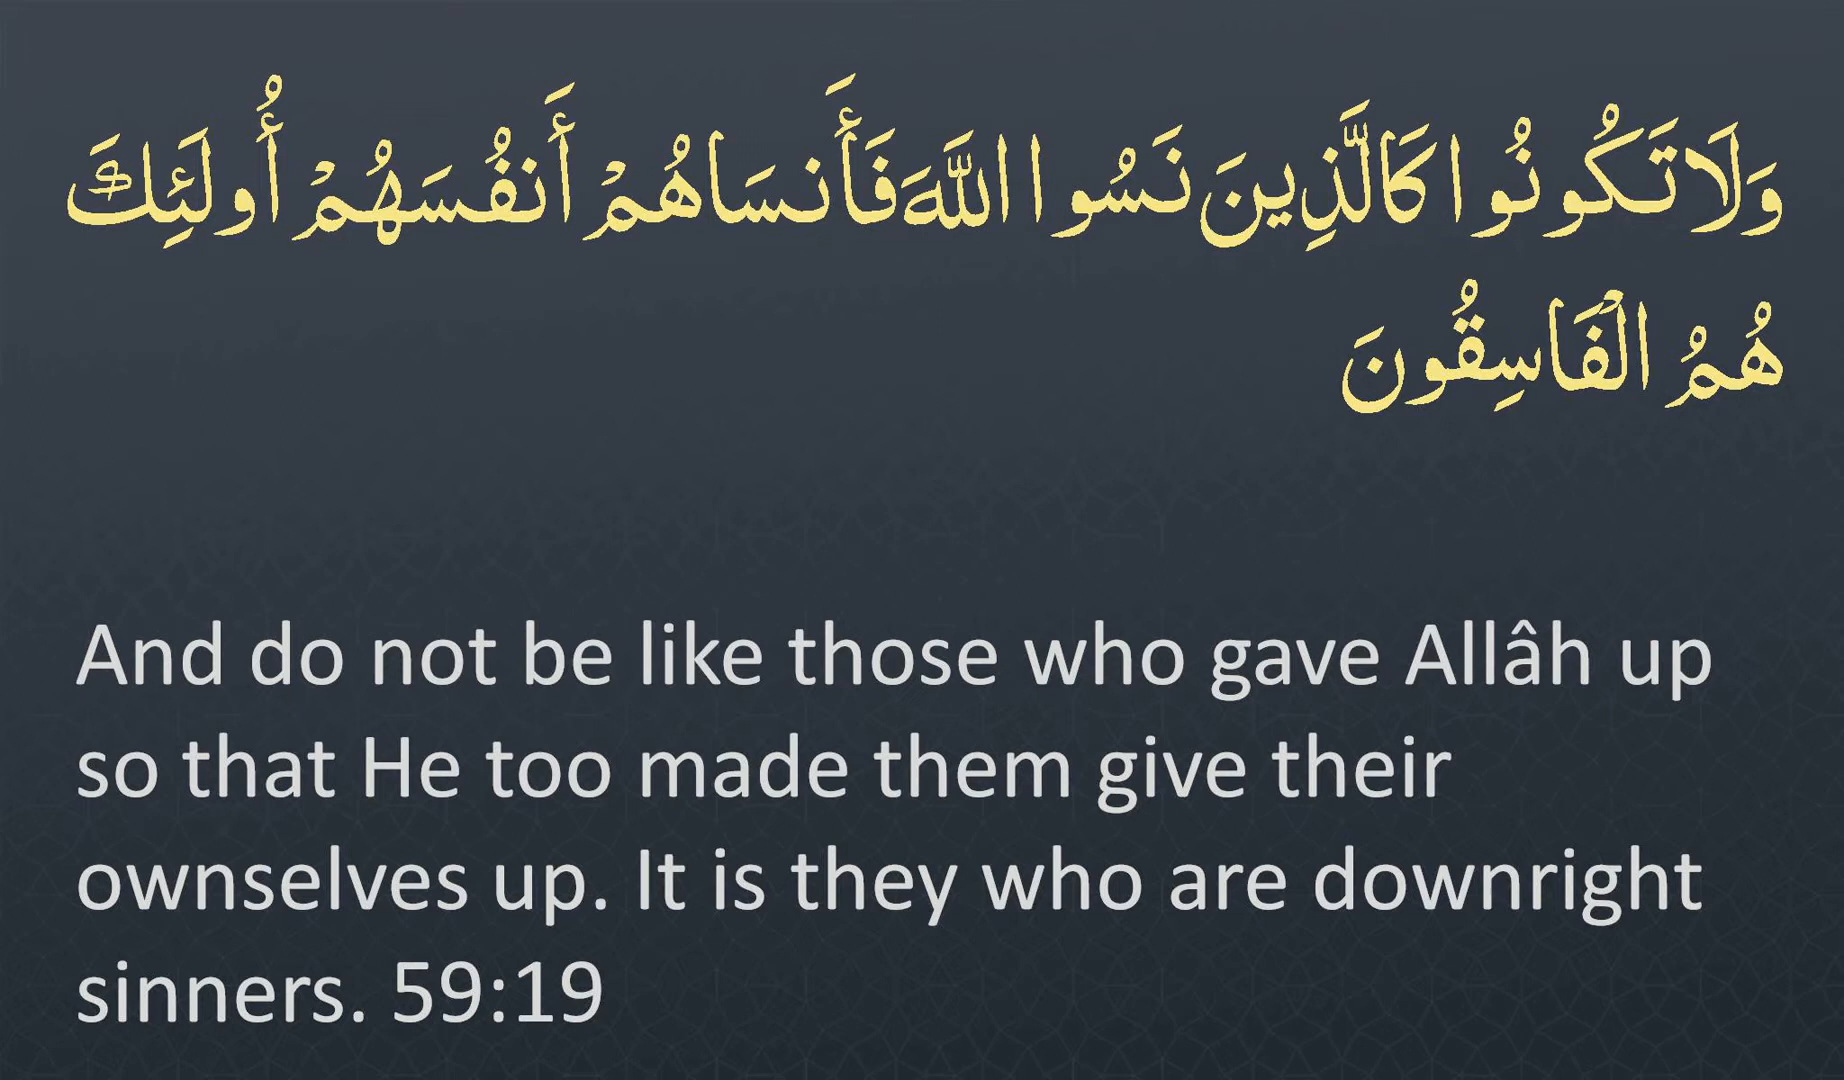 وَلَا تَكُونُوا كَالَّذِينَ نَسُوا اللَّهَ فَأَنسَاهُمْ أَنفُسَهُمْ أُولَئِكَ
هُمُ الْفَاسِقُونَ
And do not be like those who gave Allâh up
so that He too made them give their
ownselves up. It is they who are downright
sinners. 59:19